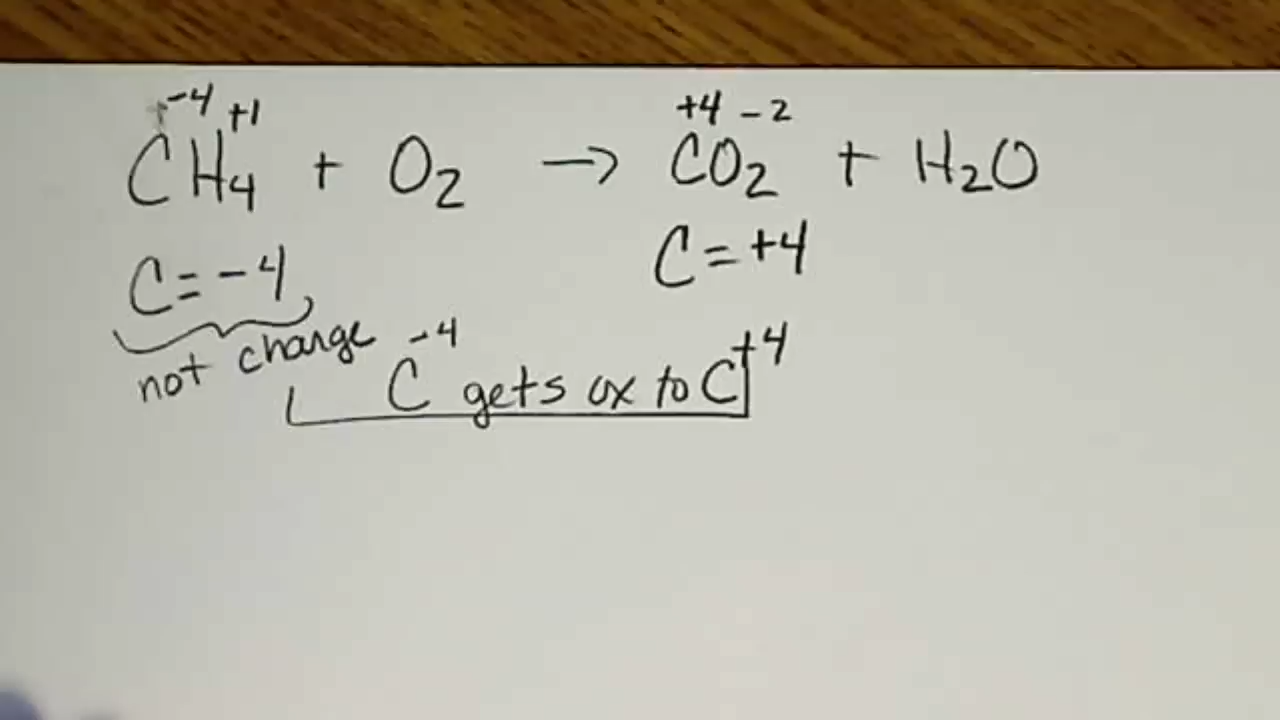 -4 +1 +4 -2
CH4 + O2 → CO2 + H2O
C = -4 C = +4
not charge C-4 gets ox to C+4